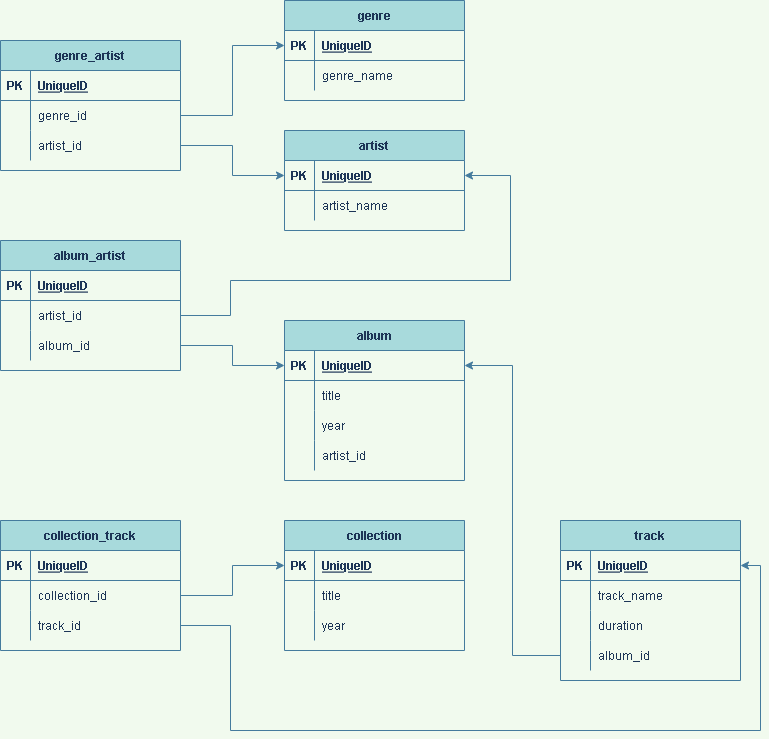 genre
PK UniqueID
genre_name
genre_artist
PK UniqueID
genre_id
artist_id
artist
PK UniqueID
artist_name
album_artist
PK UniqueID
artist_id
album_id
album
PK UniqueID
title
year
artist_id
collection_track
PK UniqueID
collection_id
track_id
collection
PK UniqueID
title
year
track
PK UniqueID
track_name
duration
album_id